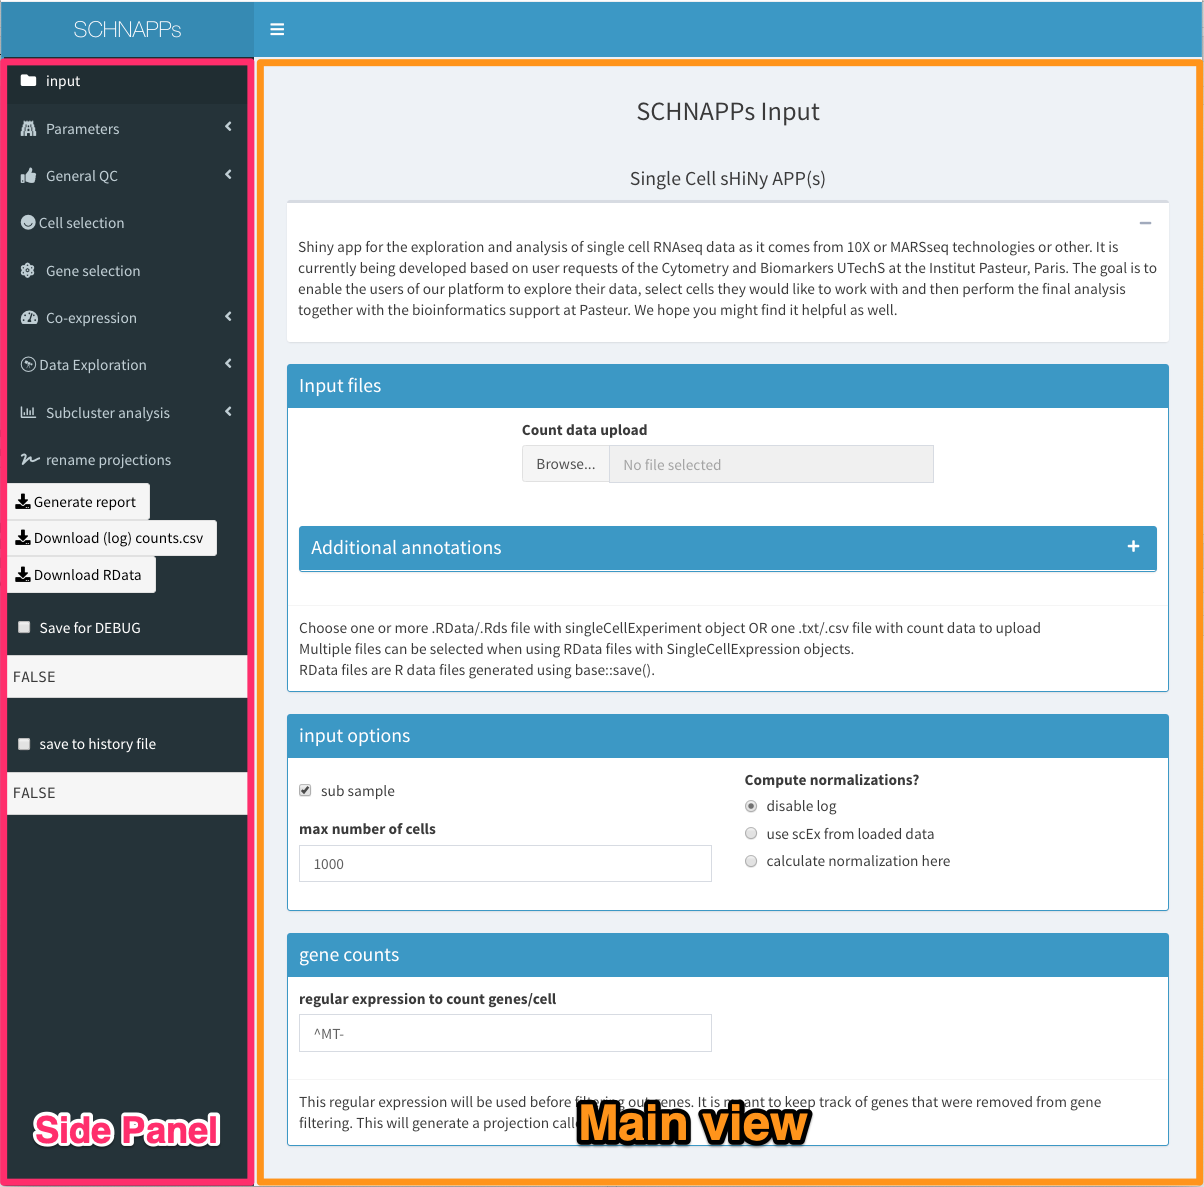 SCHNAPPs
input
Parameters
General QC
Cell selection
Gene selection
Co-expression
Data Exploration
Subcluster analysis
rename projections
Generate report
Download (log) counts.csv
Download RData
Save for DEBUG
FALSE
save to history file
FALSE
Side Panel
SCHNAPPs Input
Single Cell sHiNy APP(s)
Shiny app for the exploration and analysis of single cell RNAseq data as it comes from 10X or MARSseq technologies or other. It is
currently being developed based on user requests of the Cytometry and Biomarkers UTechS at the Institut Pasteur, Paris. The goal is to
enable the users of our platform to explore their data, select cells they would like to work with and then perform the final analysis
together with the bioinformatics support at Pasteur. We hope you might find it helpful as well.
Input files
Count data upload
Browse... No file selected
Additional annotations
Choose one or more .RData/.Rds file with singleCellExperiment object OR one .txt/.csv file with count data to upload
Multiple files can be selected when using RData files with SingleCellExpression objects.
RData files are R data files generated using base::save().
input options
sub sample
max number of cells
1000
Compute normalizations?
disable log
use scEx from loaded data
calculate normalization here
gene counts
regular expression to count genes/cell
^MT-
This regular expression will be used before filtering out genes. It is meant to keep track of genes that were removed from gene
filtering. This will generate a projection
Main view